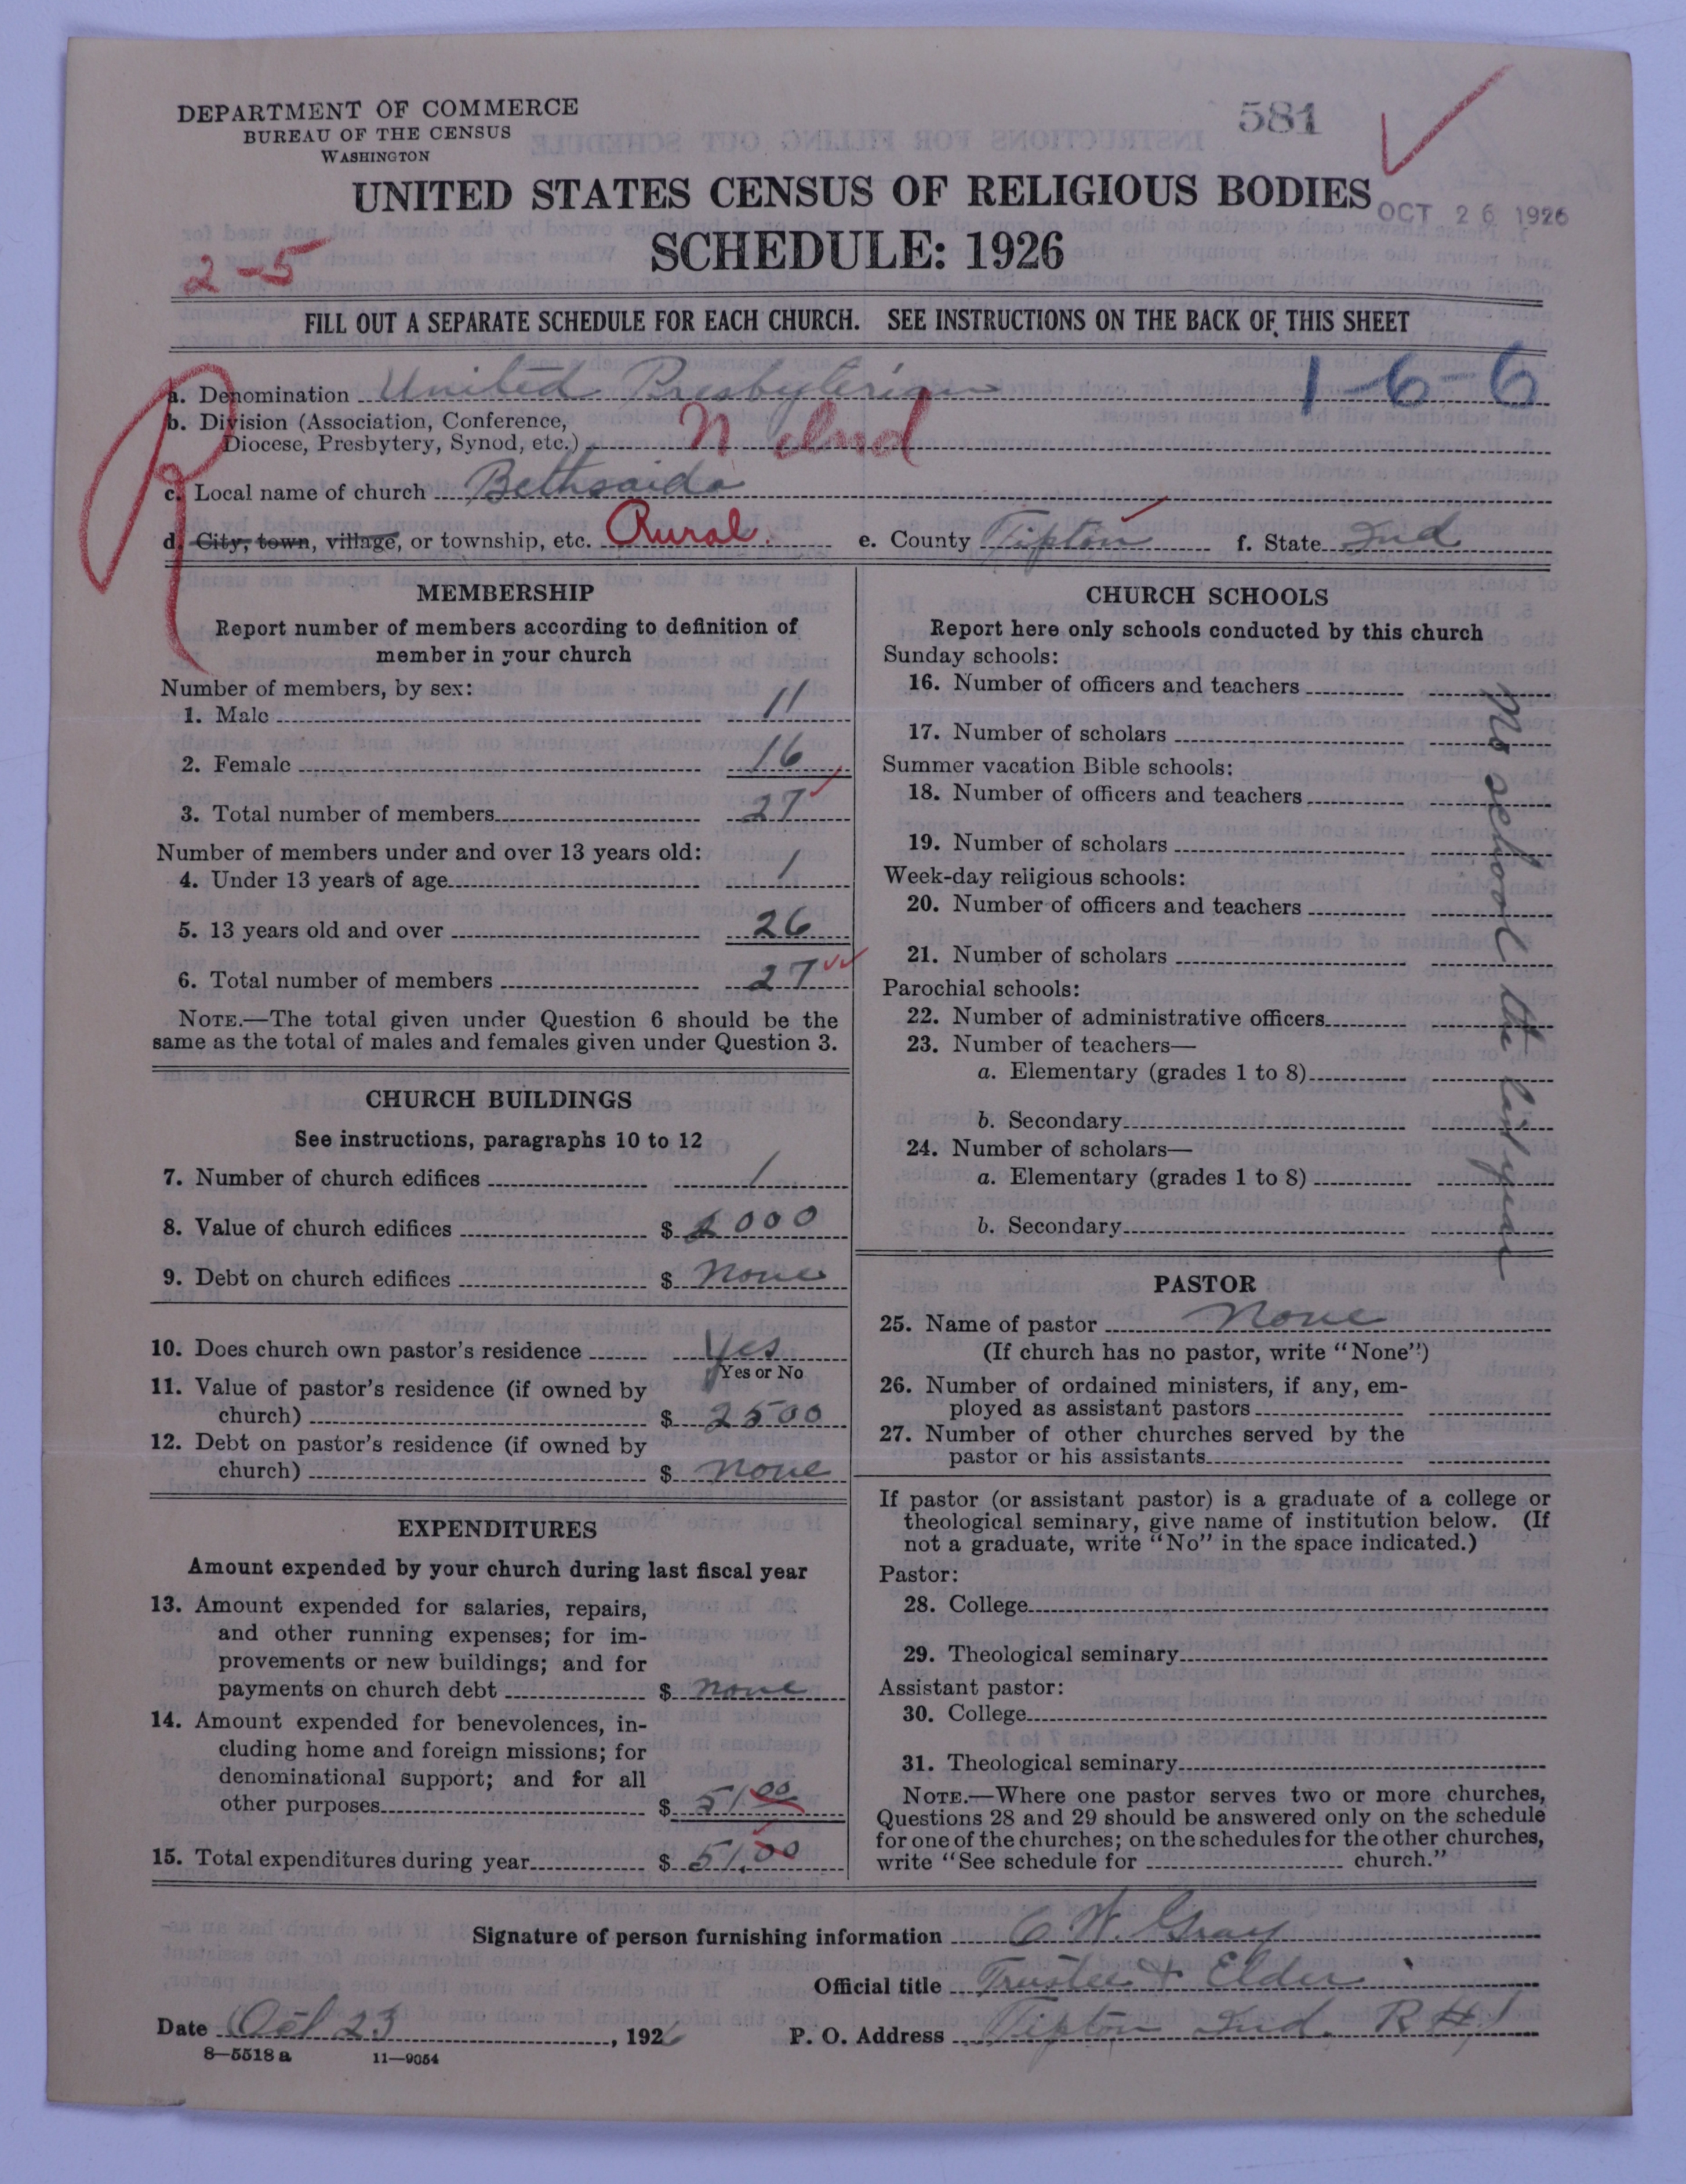 DEPARTMENT OF COMMERCE
BUREAU OF THE CENSUS
WASHINGTON
581
UNITED STATES CENSUS OF RELIGIOUS BODIES
OCT 26 1926
SCHEDULE: 1926
2-5
FILL OUT A SEPARATE SCHEDULE FOR EACH CHURCH. SEE INSTRUCTIONS ON THE BACK OF THIS SHEET
R
a. Denomination United Presbyterian 1-6-6
b. Division (Association, Conference,
Diocese, Presbytery, Synod, etc.) N Ind
c. Local name of church Bethsaida
d. City, town, village, or township, etc. Rural. e. County Tipton f. State Ind
MEMBERSHIP
Report number of members according to definition of
member in your church
Number of members, by sex:
1. Male 11
2. Female 16
3. Total number of members 27
Number of members under and over 13 years old:
4. Under 13 years of age 1
5. 13 years old and over 26
6. Total number of members 27
NOTE.—The total given under Question 6 should be the
same as the total of males and females given under Question 3.
CHURCH BUILDINGS
See instructions, paragraphs 10 to 12
7. Number of church edifices 1
8. Value of church edifices $ 000
9. Debt on church edifices $ None
10. Does church own pastor's residence Yes
Yes or No
11. Value of pastor's residence (if owned by
church) $ 2500
12. Debt on pastor's residence (if owned by
church) $ None
EXPENDITURES
Amount expended by your church during last fiscal year
13. Amount expended for salaries, repairs,
and other running expenses; for im-
provements or new buildings; and for
payments on church debt $ none
14. Amount expended for benevolences, in-
cluding home and foreign missions; for
denominational support; and for all
other purposes $ 51.00
15. Total expenditures during year $ 51.00
CHURCH SCHOOLS
Report here only schools conducted by this church
Sunday schools:
16. Number of officers and teachers
17. Number of scholars
Summer vacation Bible schools:
18. Number of officers and teachers
19. Number of scholars
Week-day religious schools:
20. Number of officers and teachers
21. Number of scholars
Parochial schools:
22. Number of administrative officers
23. Number of teachers—
a. Elementary (grades 1 to 8)
b. Secondary
24. Number of scholars—
a. Elementary (grades 1 to 8)
b. Secondary
No school the last year
PASTOR
25. Name of pastor None
(If church has no pastor, write "None")
26. Number of ordained ministers, if any, em-
ployed as assistant pastors
27. Number of other churches served by the
pastor or his assistants
If pastor (or assistant pastor) is a graduate of a college or
theological seminary, give name of institution below. (If
not a graduate, write "No" in the space indicated.)
Pastor:
28. College
29. Theological seminary
Assistant pastor:
30. College
31. Theological seminary
NOTE.—Where one pastor serves two or more churches,
Questions 28 and 29 should be answered only on the schedule
for one of the churches; on the schedules for the other churches,
write "See schedule for church."
Signature of person furnishing information W. Gray
Official title Trustee & Elder
Date Oct 23, 1926 P. O. Address Tipton Ind. R#1
8—5518 a 11—9054